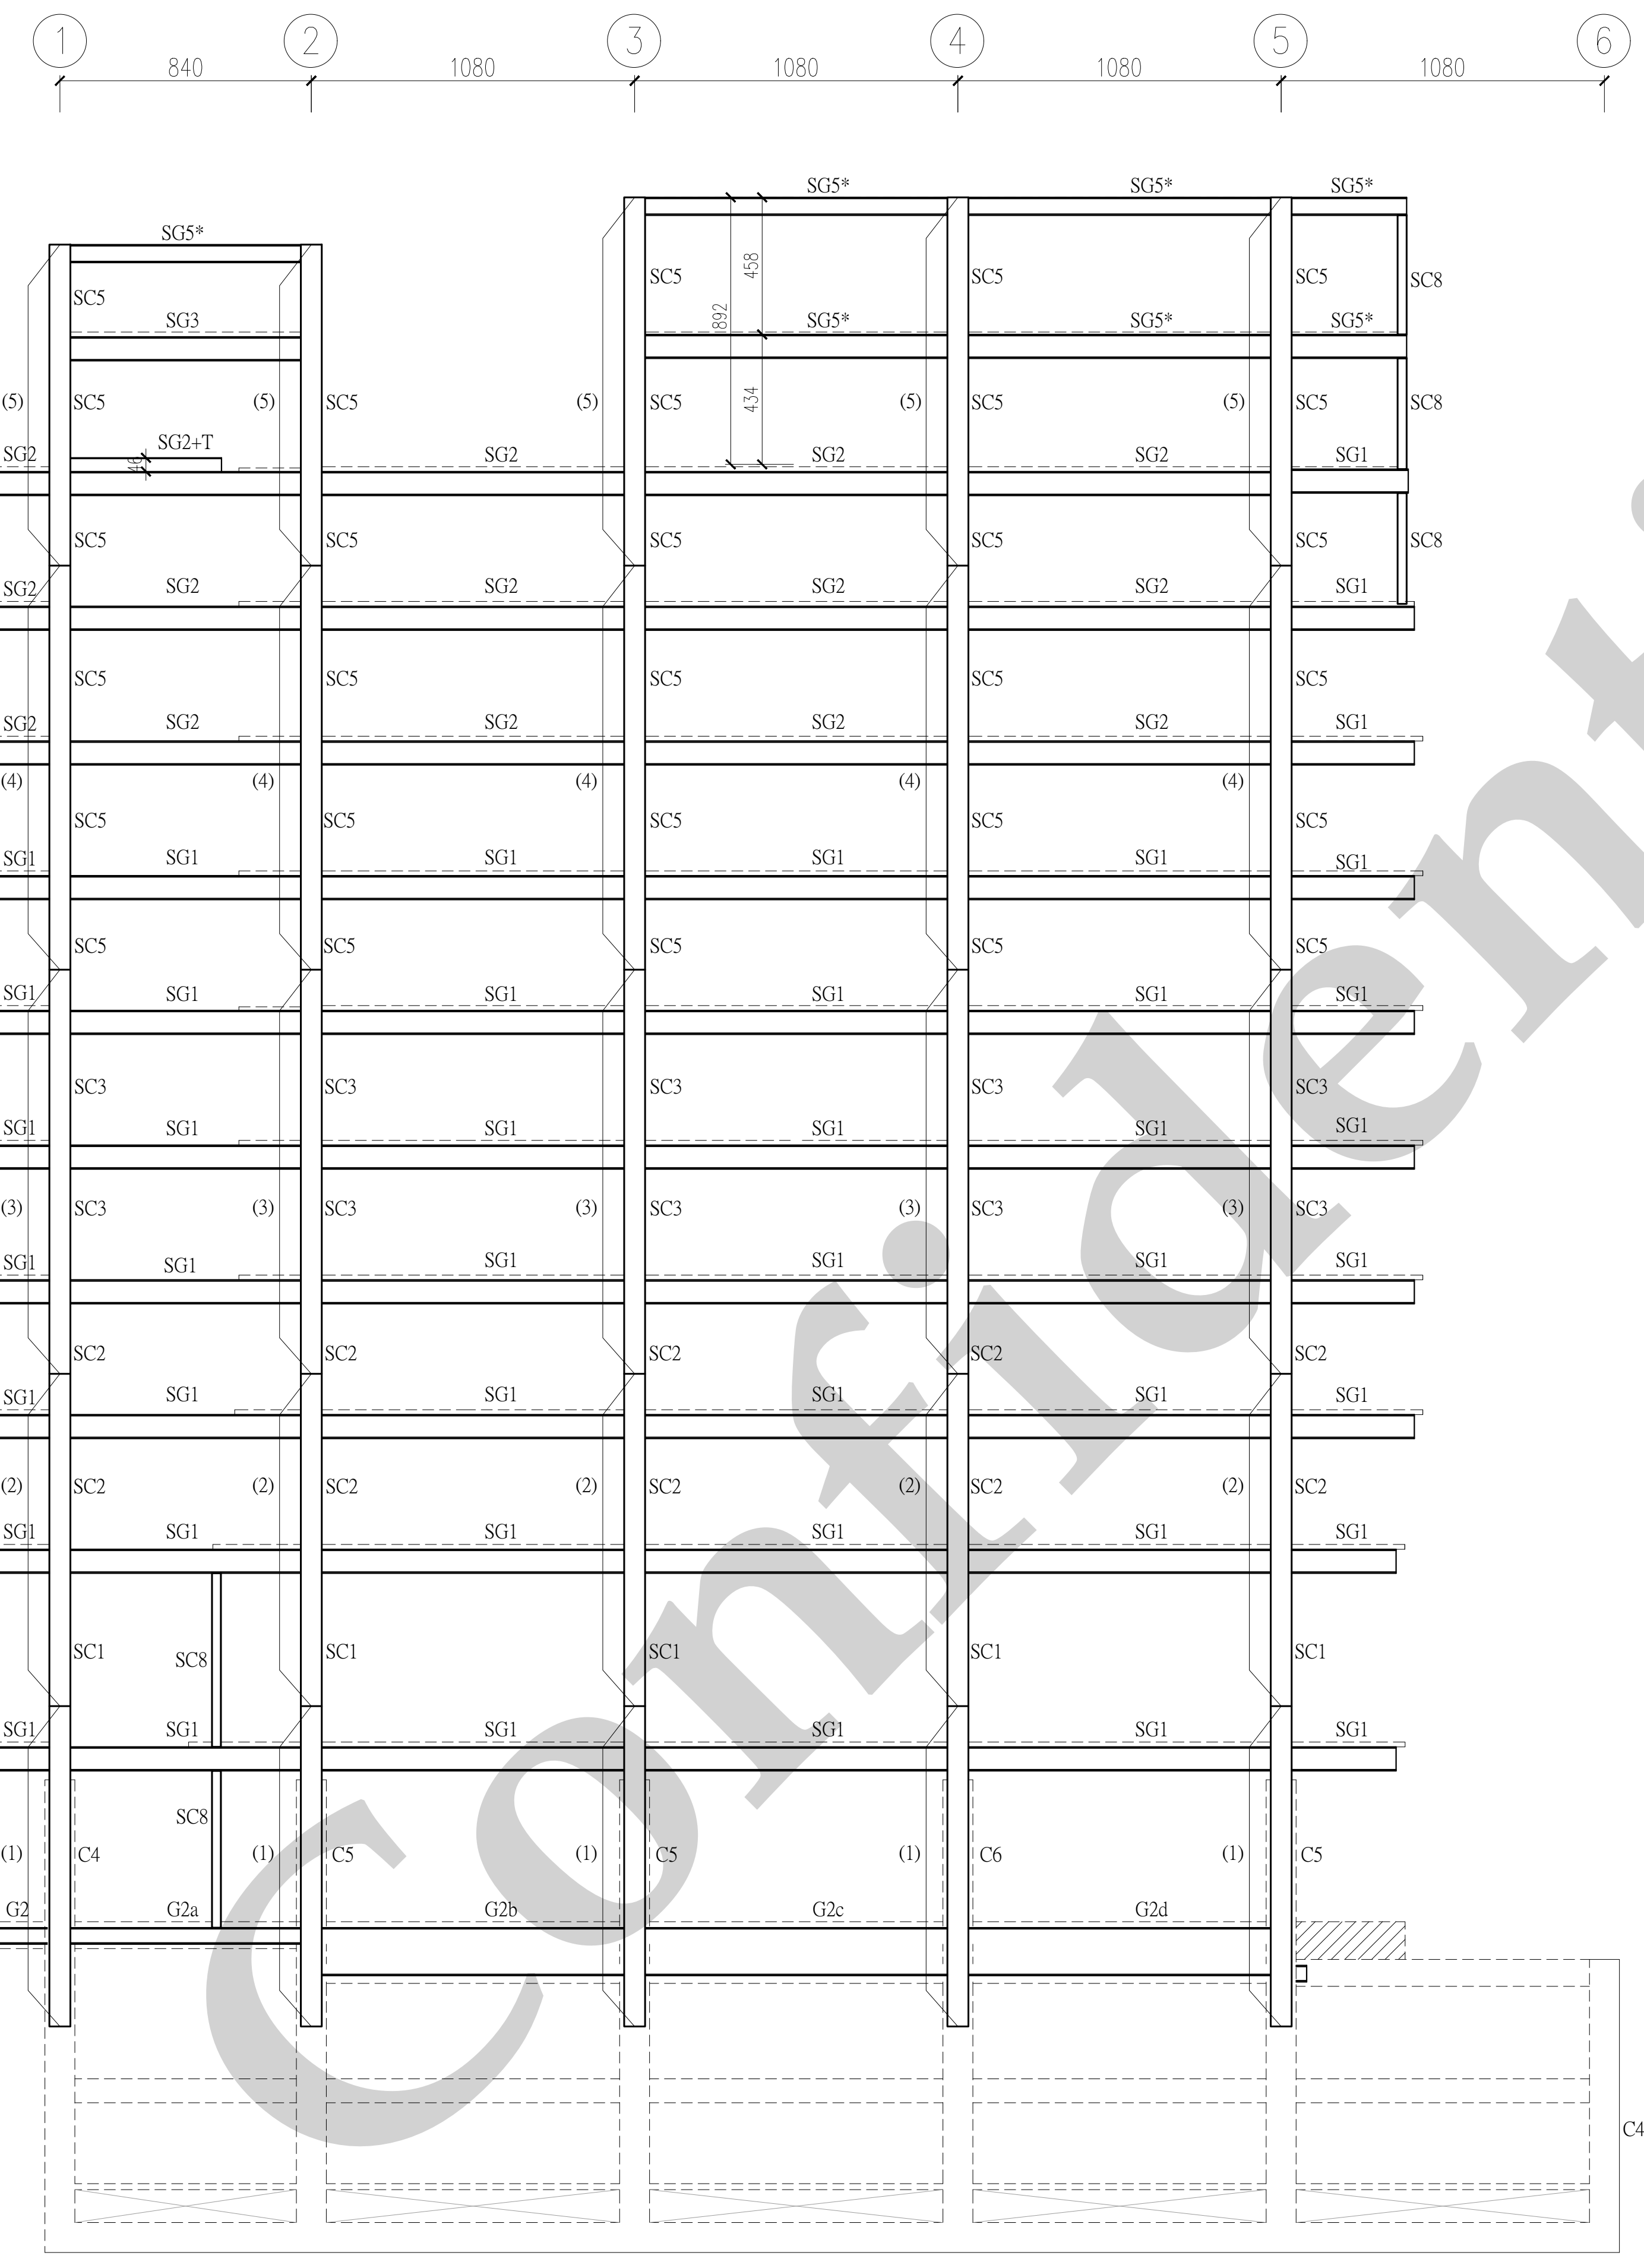 1 2 3 4 5 6
840 1080 1080 1080 1080
SG5* SG5* SG5*
SG5*
SC5 SC5 SC5 SC8
458
SC5
SG3 892 SG5* SG5* SG5*
(5) SC5 (5) SC5 (5) SC5 434 (5) SC5 (5) SC5 SC8
SG2 46 SG2+T SG2 SG2 SG2 SG1
SC5 SC5 SC5 SC5 SC5 SC8
SG2 SG2 SG2 SG2 SG2 SG1
SC5 SC5 SC5 SC5 SC5
SG2 SG2 SG2 SG2 SG2 SG1
(4) (4) (4) (4) (4)
SC5 SC5 SC5 SC5 SC5
SG1 SG1 SG1 SG1 SG1 SG1
SC5 SC5 SC5 SC5 SC5
SG1 SG1 SG1 SG1 SG1 SG1
SC3 SC3 SC3 SC3 SC3
SG1 SG1 SG1 SG1 SG1 SG1
(3) SC3 (3) SC3 (3) SC3 (3) SC3 (3) SC3
SG1 SG1 SG1 SG1 SG1 SG1
SC2 SC2 SC2 SC2 SC2
SG1 SG1 SG1 SG1 SG1 SG1
(2) SC2 (2) SC2 (2) SC2 (2) SC2 (2) SC2
SG1 SG1 SG1 SG1 SG1 SG1
SC1 SC8 SC1 SC1 SC1 SC1
SG1 SG1 SG1 SG1 SG1 SG1
SC8
(1) C4 (1) C5 (1) C5 (1) C6 (1) C5
G2 G2a G2b G2c G2d
C4
Confident